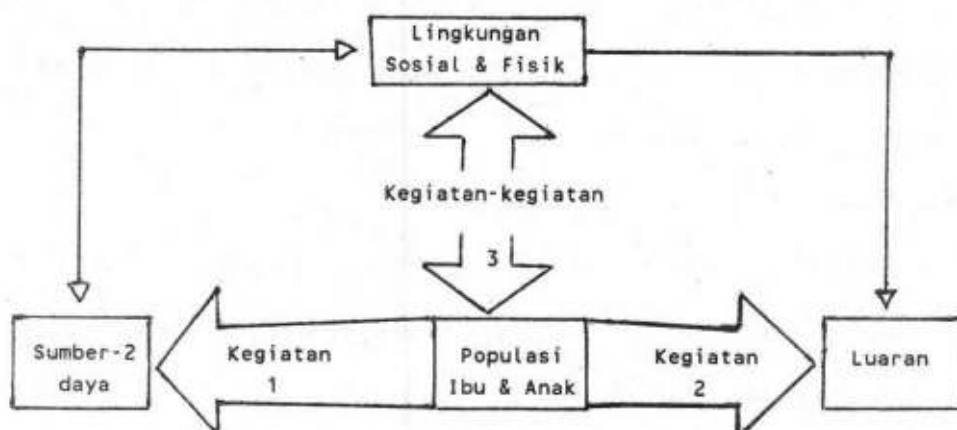 Lingkungan
Sosial & Fisik
Kegiatan-kegiatan
3
Sumber-2
daya
Kegiatan
1
Populasi
Ibu & Anak
Kegiatan
2
Luaran